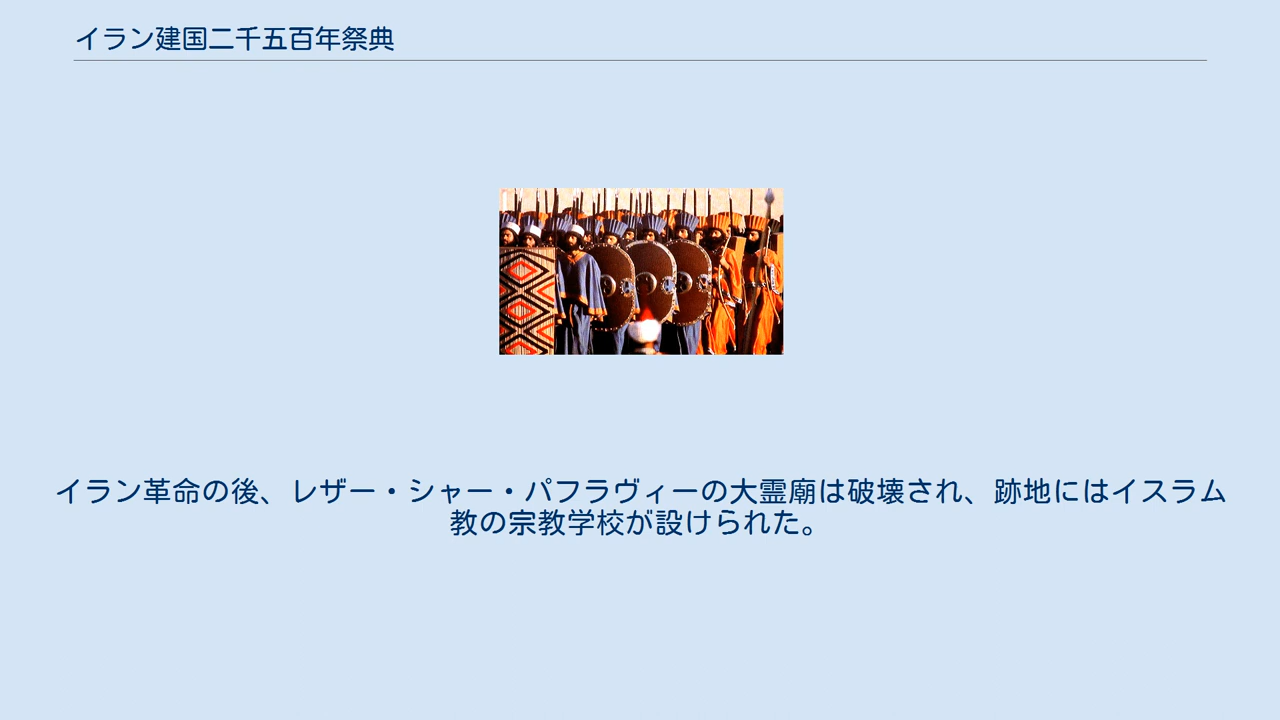 イラン建国二千五百年祭典
イラン革命の後、レザー・シャー・パフラヴィーの大霊廟は破壊され、跡地にはイスラム
教の宗教学校が設けられた。